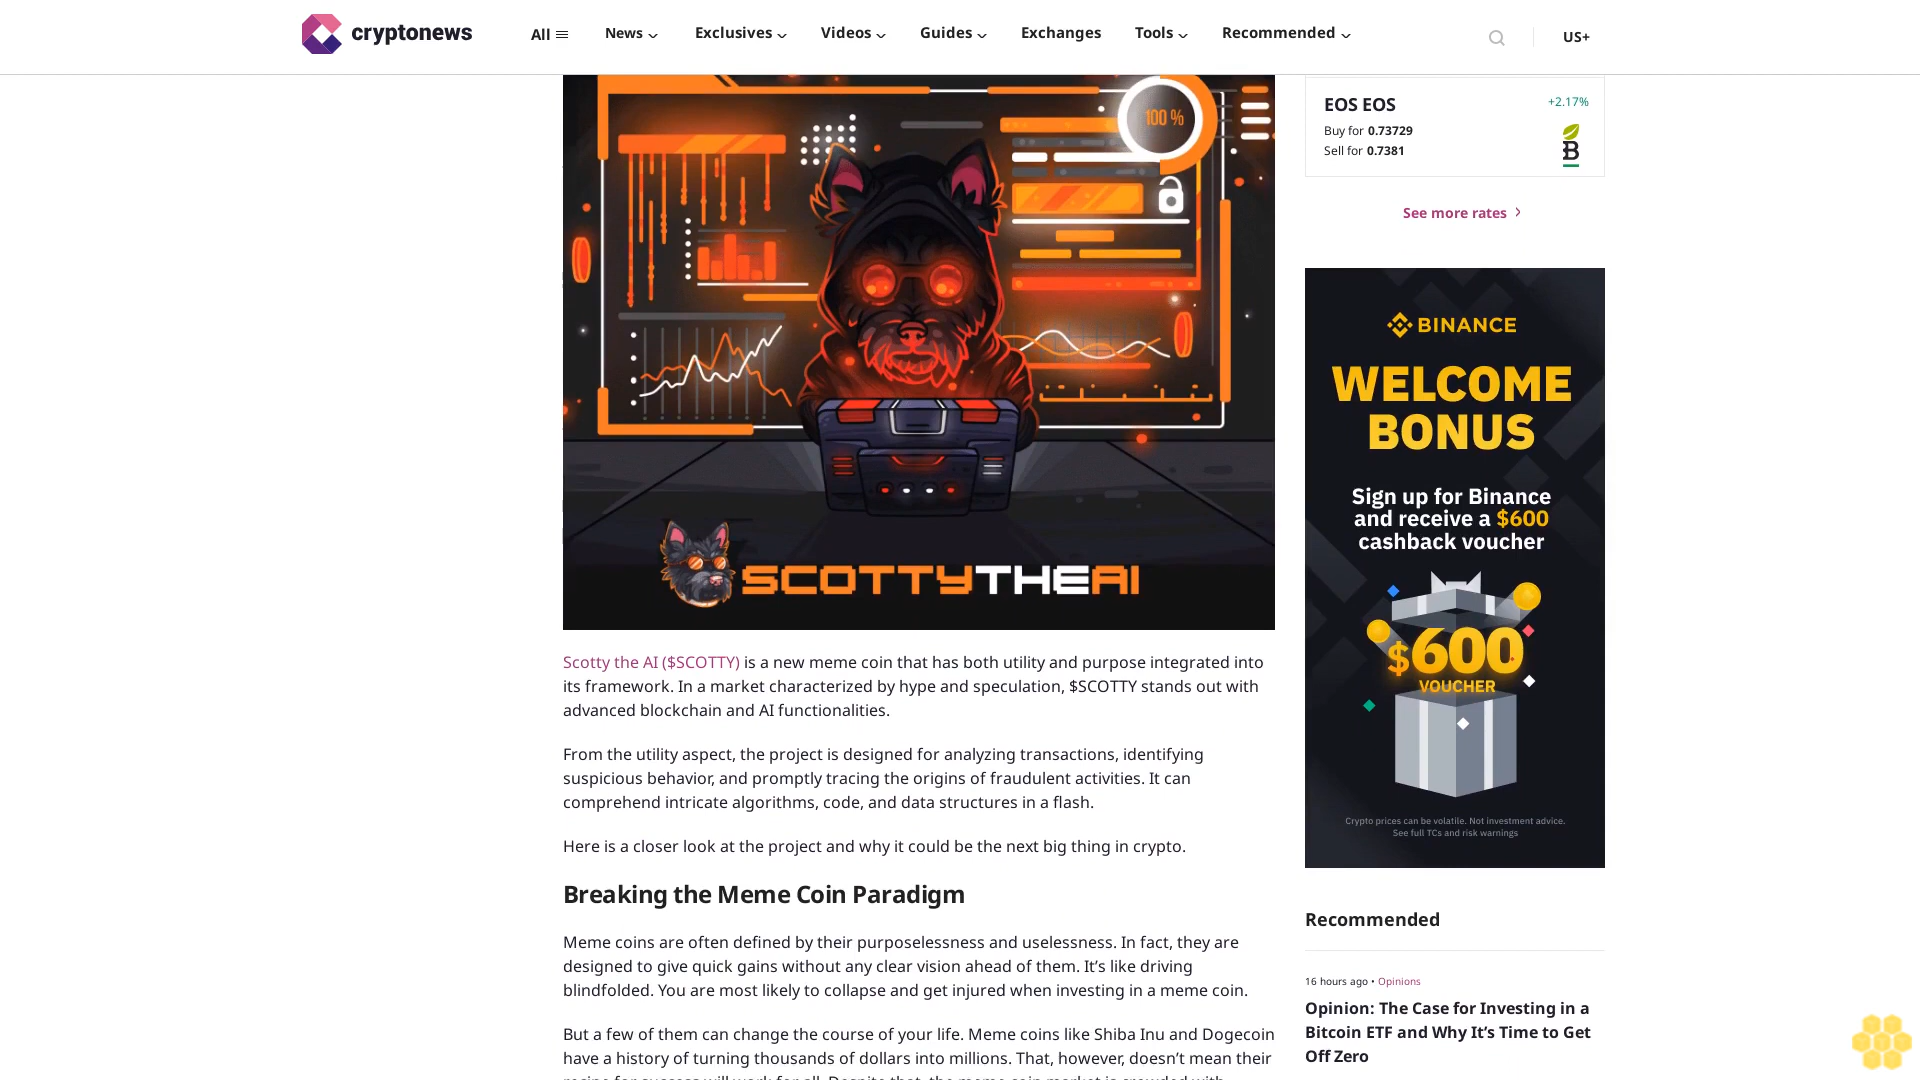 cryptonews
All
News
Exclusives
Videos
Guides
Exchanges
Tools
Recommended
US+
100 %
SCOTTYTHEAI
Scotty the AI ($SCOTTY) is a new meme coin that has both utility and purpose integrated into
its framework. In a market characterized by hype and speculation, $SCOTTY stands out with
advanced blockchain and AI functionalities.
From the utility aspect, the project is designed for analyzing transactions, identifying
suspicious behavior, and promptly tracing the origins of fraudulent activities. It can
comprehend intricate algorithms, code, and data structures in a flash.
Here is a closer look at the project and why it could be the next big thing in crypto.
Breaking the Meme Coin Paradigm
Meme coins are often defined by their purposelessness and uselessness. In fact, they are
designed to give quick gains without any clear vision ahead of them. It’s like driving
blindfolded. You are most likely to collapse and get injured when investing in a meme coin.
But a few of them can change the course of your life. Meme coins like Shiba Inu and Dogecoin
have a history of turning thousands of dollars into millions. That, however, doesn’t mean their
EOS EOS
+2.17%
Buy for 0.73729
Sell for 0.7381
See more rates
BINANCE
WELCOME
BONUS
Sign up for Binance
and receive a $600
cashback voucher
$600
VOUCHER
Crypto prices can be volatile. Not investment advice.
See full TCs and risk warnings
Recommended
16 hours ago • Opinions
Opinion: The Case for Investing in a
Bitcoin ETF and Why It’s Time to Get
Off Zero